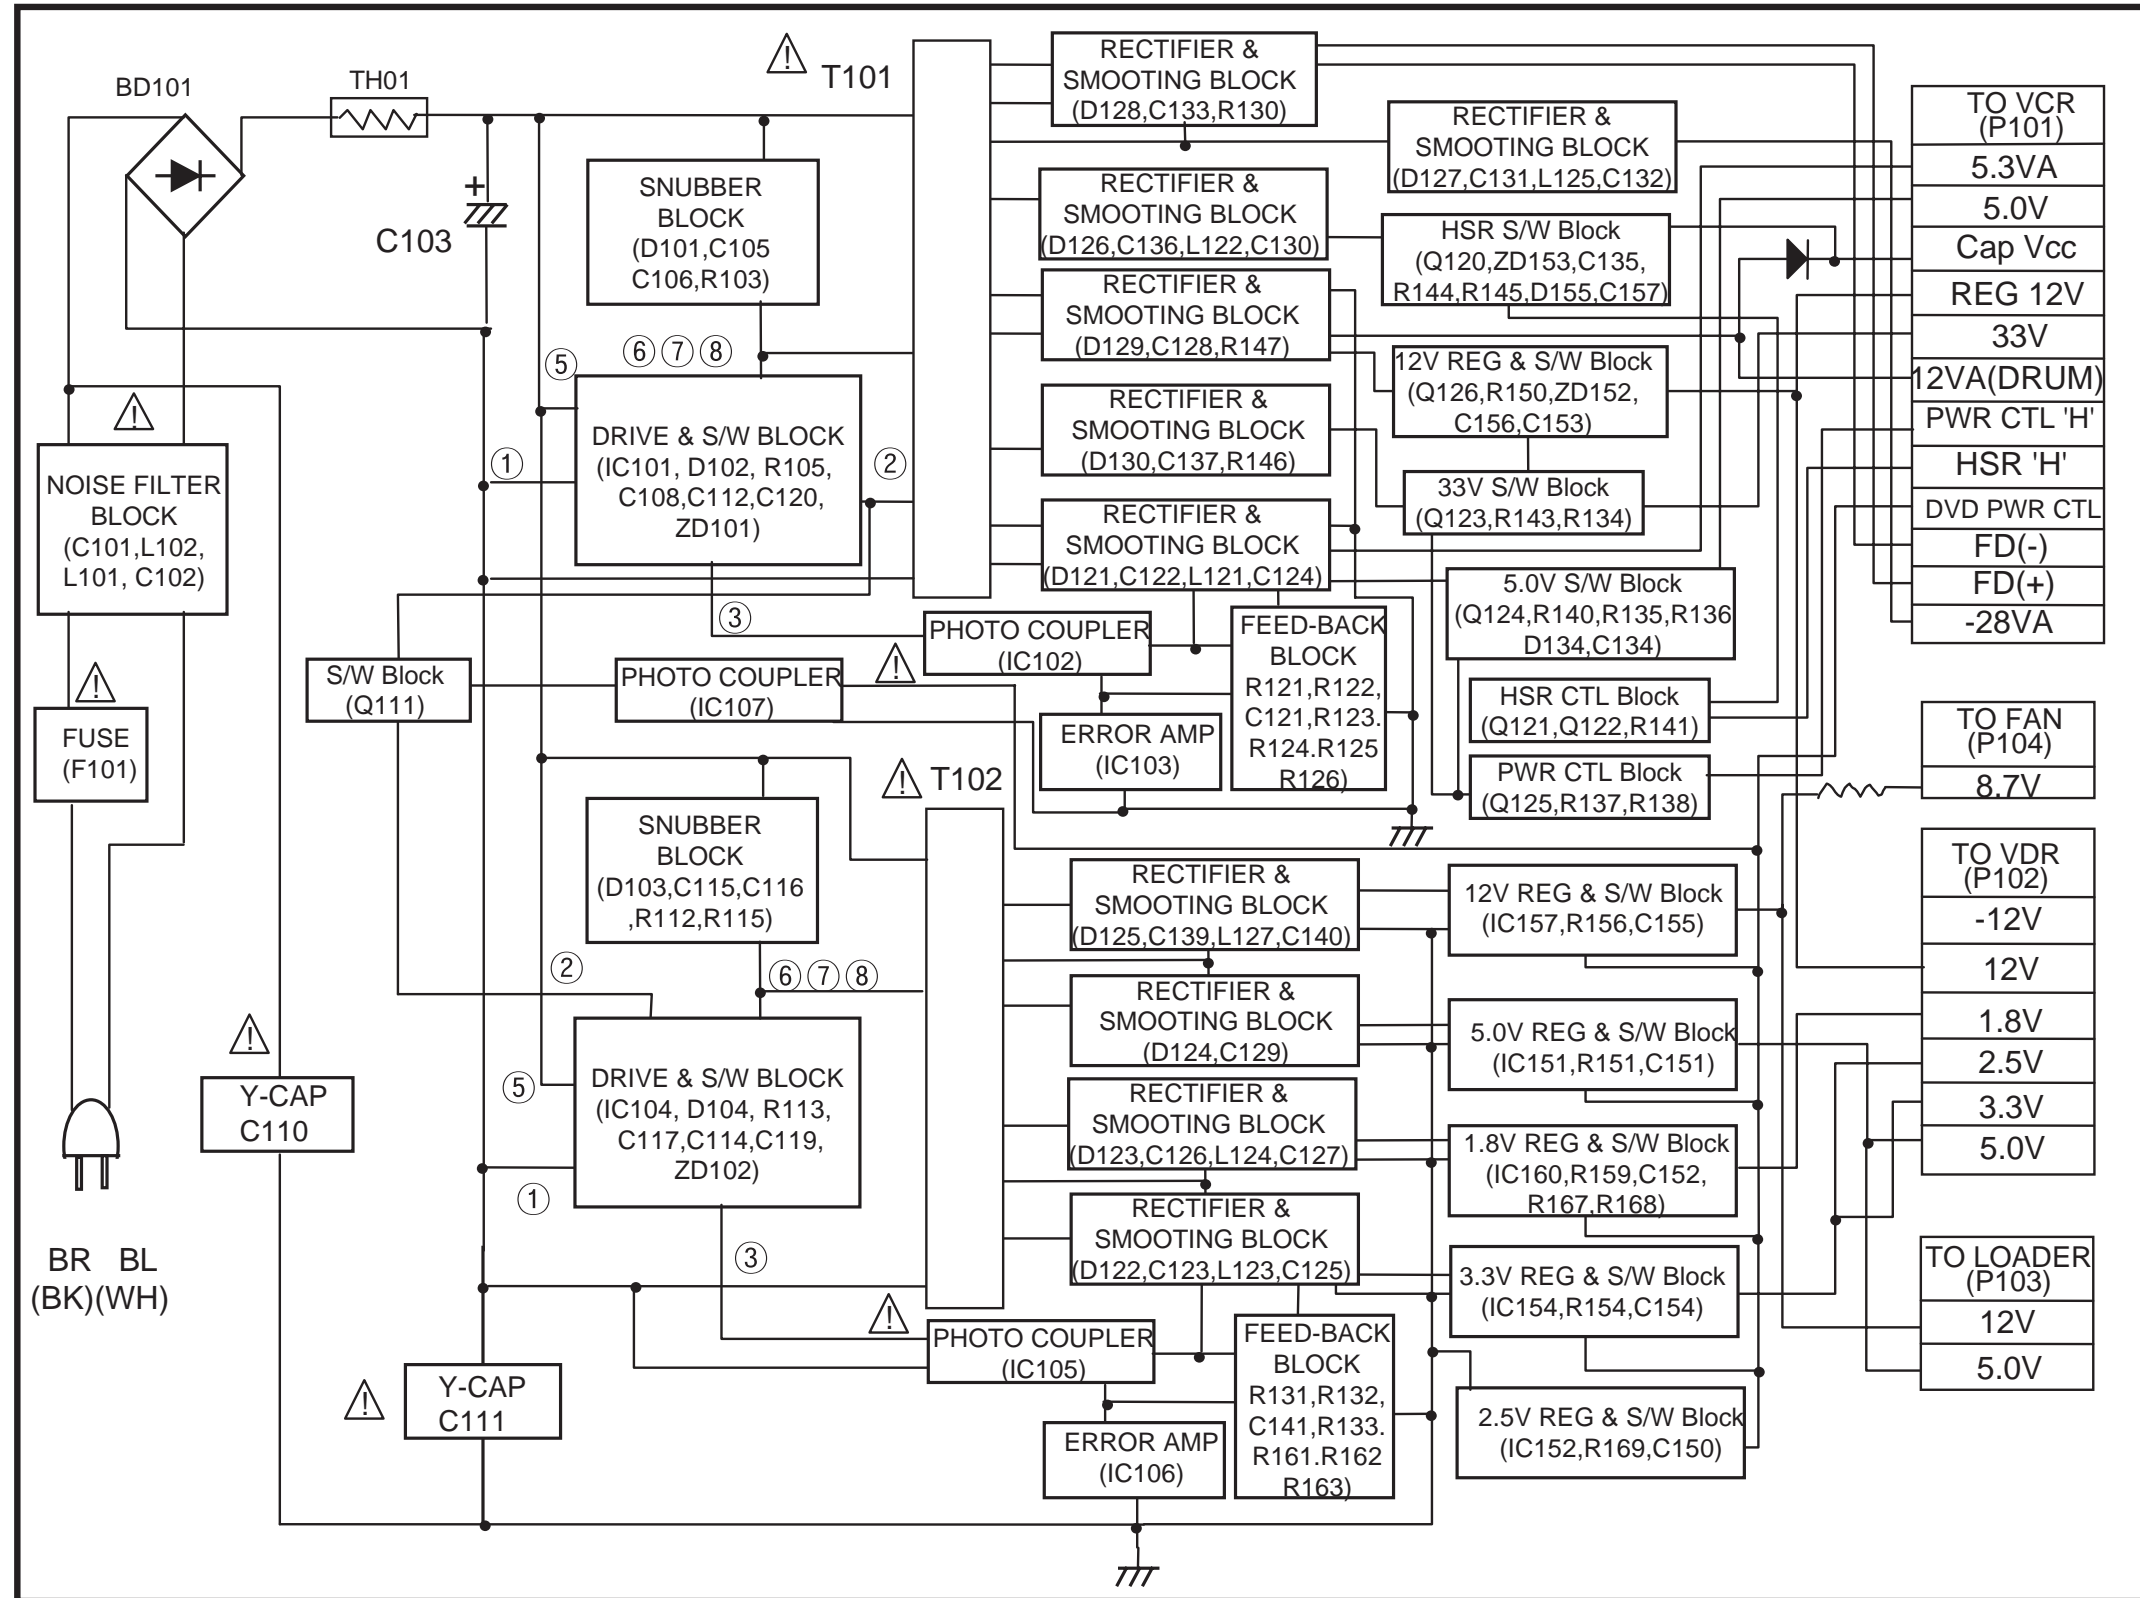 BD101
TH01
C103
⚠
T101
SNUBBER
BLOCK
(D101,C105
C106,R103)
⑤
⑥ ⑦ ⑧
DRIVE & S/W BLOCK
(IC101, D102, R105,
C108,C112,C120,
ZD101)
①
②
③
⚠
NOISE FILTER
BLOCK
(C101,L102,
L101, C102)
⚠
FUSE
(F101)
BR BL
(BK)(WH)
⚠
Y-CAP
C110
S/W Block
(Q111)
PHOTO COUPLER
(IC107)
⚠
PHOTO COUPLER
(IC102)
ERROR AMP
(IC103)
FEED-BACK
BLOCK
R121,R122,
C121,R123.
R124.R125
R126)
RECTIFIER &
SMOOTING BLOCK
(D128,C133,R130)
RECTIFIER &
SMOOTING BLOCK
(D127,C131,L125,C132)
RECTIFIER &
SMOOTING BLOCK
(D126,C136,L122,C130)
HSR S/W Block
(Q120,ZD153,C135,
R144,R145,D155,C157)
RECTIFIER &
SMOOTING BLOCK
(D129,C128,R147)
12V REG & S/W Block
(Q126,R150,ZD152,
C156,C153)
RECTIFIER &
SMOOTING BLOCK
(D130,C137,R146)
33V S/W Block
(Q123,R143,R134)
RECTIFIER &
SMOOTING BLOCK
(D121,C122,L121,C124)
5.0V S/W Block
(Q124,R140,R135,R136
D134,C134)
HSR CTL Block
(Q121,Q122,R141)
PWR CTL Block
(Q125,R137,R138)
TO VCR
(P101)
5.3VA
5.0V
Cap Vcc
REG 12V
33V
12VA(DRUM)
PWR CTL 'H'
HSR 'H'
DVD PWR CTL
FD(-)
FD(+)
-28VA
TO FAN
(P104)
8.7V
⚠
T102
SNUBBER
BLOCK
(D103,C115,C116
,R112,R115)
②
⑥ ⑦ ⑧
DRIVE & S/W BLOCK
(IC104, D104, R113,
C117,C114,C119,
ZD102)
⑤
①
③
⚠
Y-CAP
C111
⚠
PHOTO COUPLER
(IC105)
ERROR AMP
(IC106)
FEED-BACK
BLOCK
R131,R132,
C141,R133.
R161.R162
R163)
RECTIFIER &
SMOOTING BLOCK
(D125,C139,L127,C140)
12V REG & S/W Block
(IC157,R156,C155)
RECTIFIER &
SMOOTING BLOCK
(D124,C129)
5.0V REG & S/W Block
(IC151,R151,C151)
RECTIFIER &
SMOOTING BLOCK
(D123,C126,L124,C127)
1.8V REG & S/W Block
(IC160,R159,C152,
R167,R168)
RECTIFIER &
SMOOTING BLOCK
(D122,C123,L123,C125)
3.3V REG & S/W Block
(IC154,R154,C154)
2.5V REG & S/W Block
(IC152,R169,C150)
TO VDR
(P102)
-12V
12V
1.8V
2.5V
3.3V
5.0V
TO LOADER
(P103)
12V
5.0V